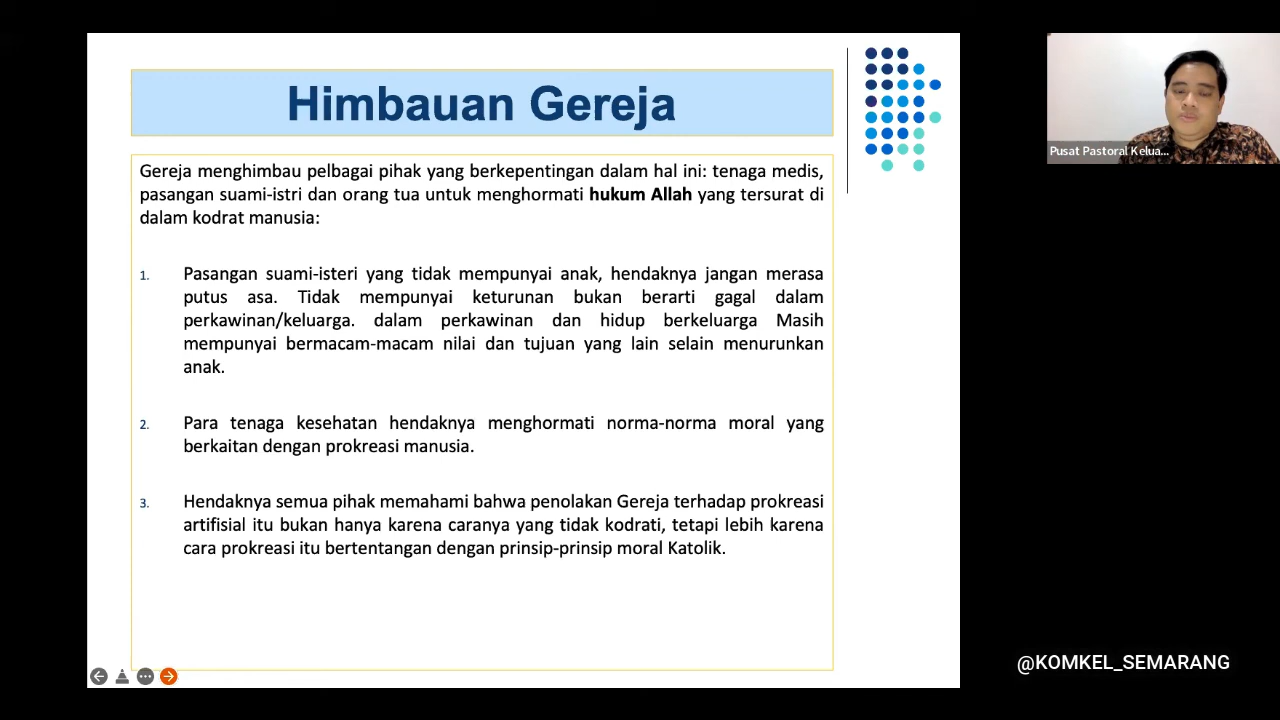 Himbauan Gereja
Gereja menghimbau pelbagai pihak yang berkepentingan dalam hal ini: tenaga medis,
pasangan suami-istri dan orang tua untuk menghormati hukum Allah yang tersurat di
dalam kodrat manusia:
1. Pasangan suami-isteri yang tidak mempunyai anak, hendaknya jangan merasa
putus asa. Tidak mempunyai keturunan bukan berarti gagal dalam
perkawinan/keluarga. dalam perkawinan dan hidup berkeluarga Masih
mempunyai bermacam-macam nilai dan tujuan yang lain selain menurunkan
anak.
2. Para tenaga kesehatan hendaknya menghormati norma-norma moral yang
berkaitan dengan prokreasi manusia.
3. Hendaknya semua pihak memahami bahwa penolakan Gereja terhadap prokreasi
artifisial itu bukan hanya karena caranya yang tidak kodrati, tetapi lebih karena
cara prokreasi itu bertentangan dengan prinsip-prinsip moral Katolik.
Pusat Pastoral Kelua...
@KOMKEL_SEMARANG